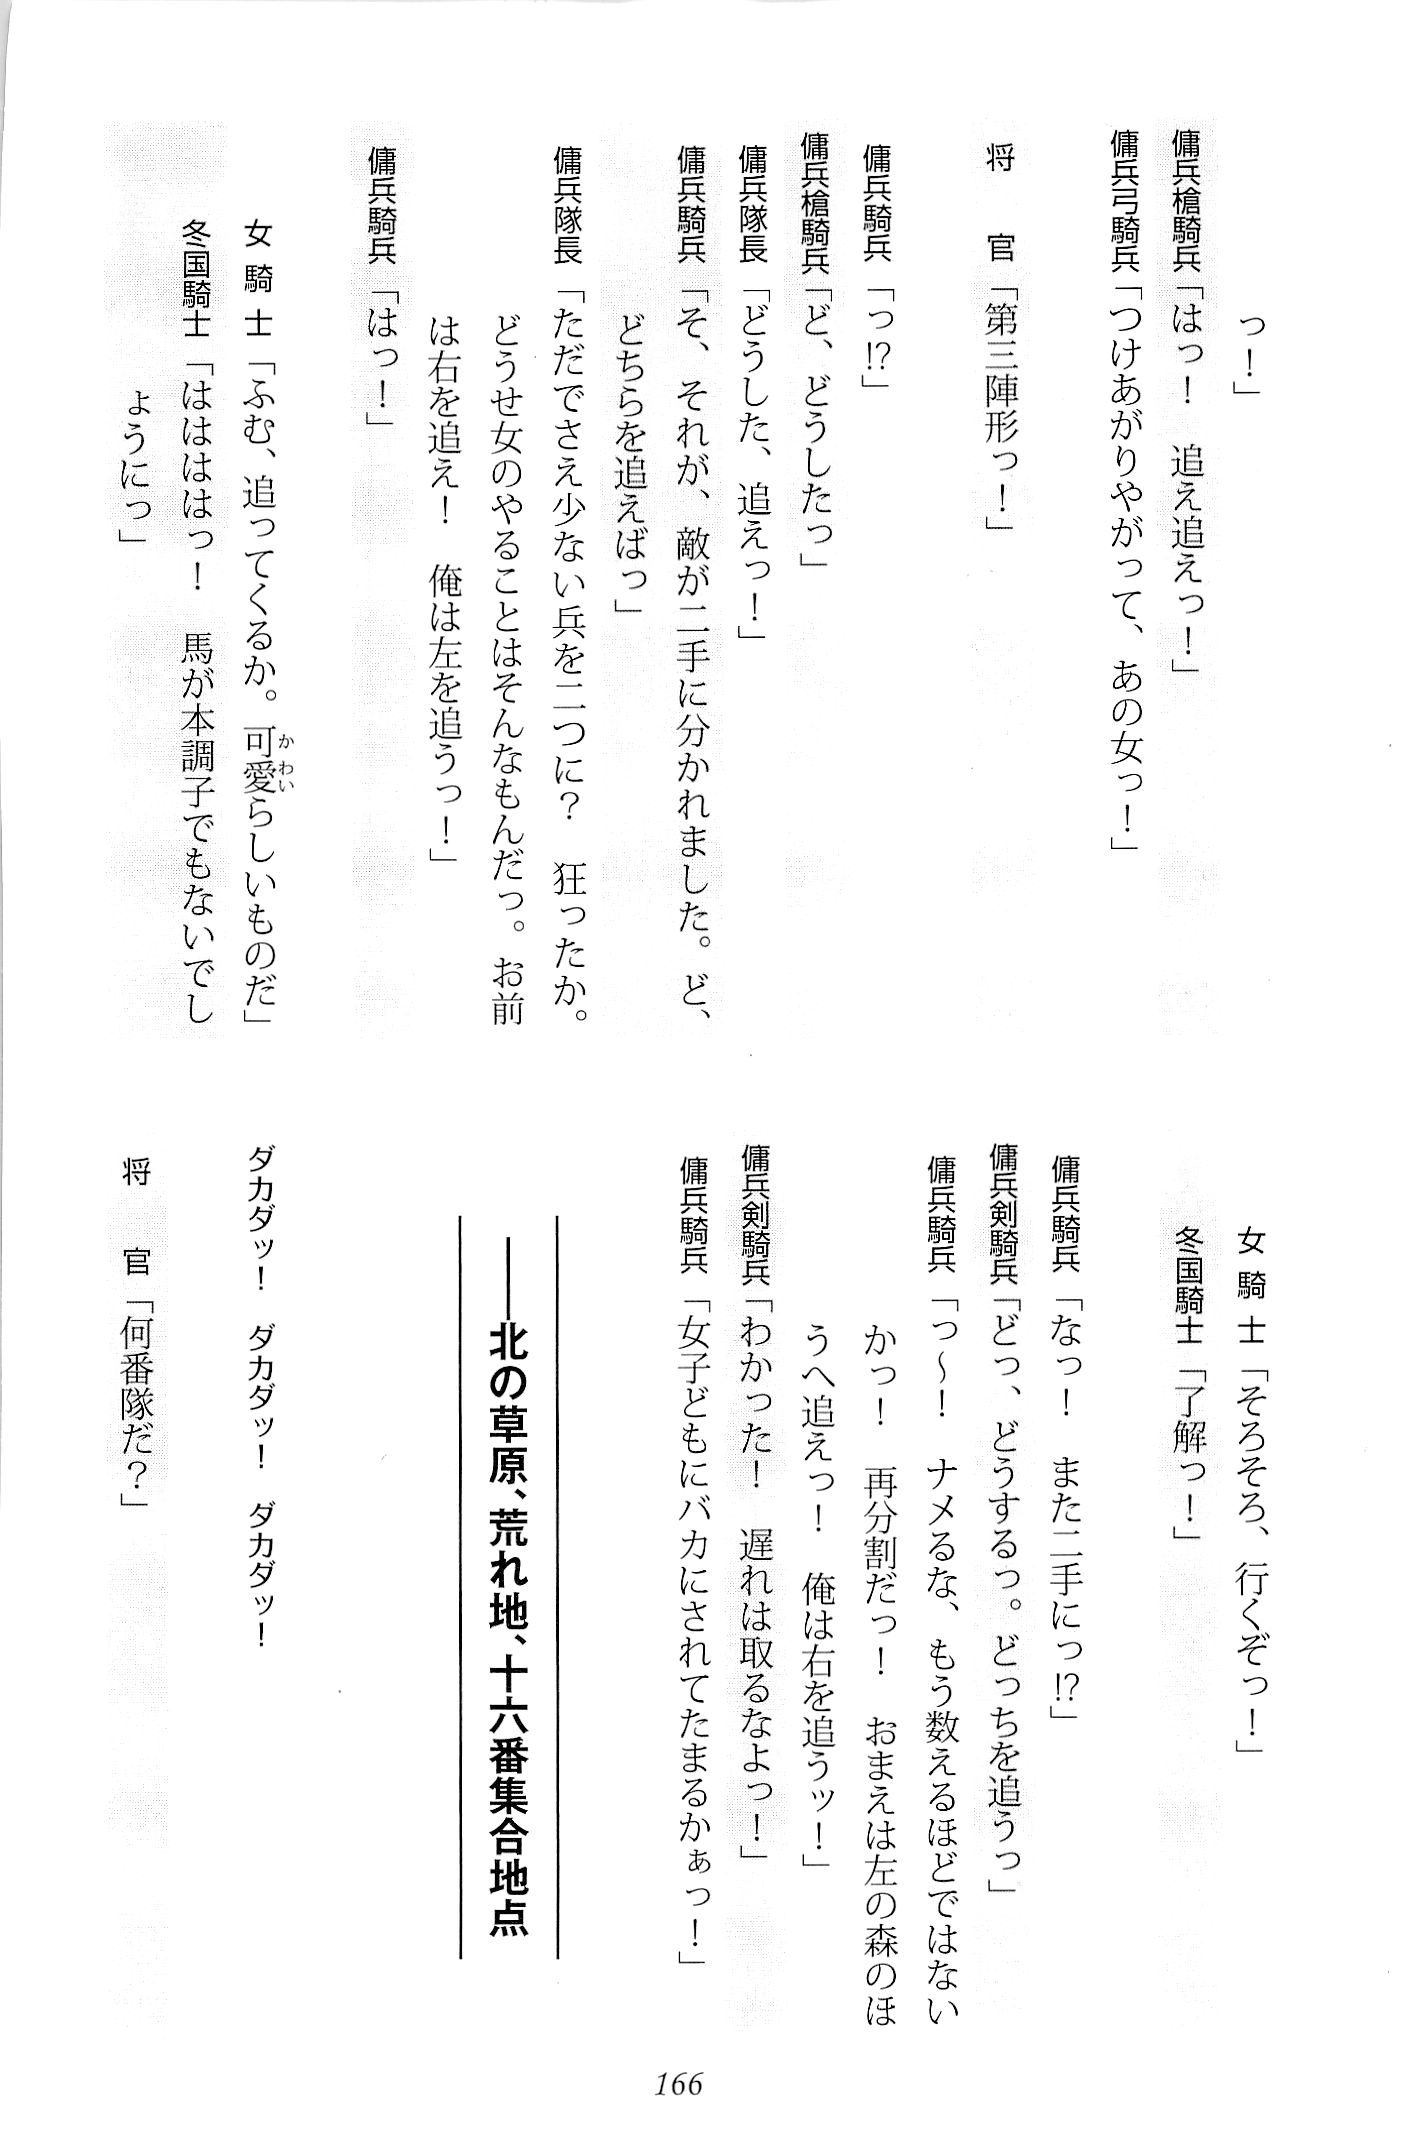 っ！」
傭兵槍騎兵「はっ！　追え追えっ！」
傭兵弓騎兵「つけあがりやがって、あの女っ！」
将　官「第三陣形っ！」
傭兵騎兵「っ!?」
傭兵槍騎兵「ど、どうしたっ」
傭兵隊長「どうした、追えっ！」
傭兵騎兵「そ、それが、敵が二手に分かれました。ど、
どちらを追えばっ」
傭兵隊長「ただでさえ少ない兵を二つに？　狂ったか。
どうせ女のやることはそんなもんだっ。お前
は右を追え！　俺は左を追うっ！」
傭兵騎兵「はっ！」
女騎士「ふむ、追ってくるか。可愛らしいものだ」
かわい
冬国騎士「ははははっ！　馬が本調子でもないでし
ょうにっ」
女騎士「そろそろ、行くぞっ！」
冬国騎士「了解っ！」
傭兵騎兵「なっ！　また二手にっ!?」
傭兵剣騎兵「どっ、どうするっ。どっちを追うっ」
傭兵騎兵「っ～！　ナメるな、もう数えるほどではない
かっ！　再分割だっ！　おまえは左の森のほ
うへ追えっ！　俺は右を追うッ！」
傭兵剣騎兵「わかった！　遅れは取るなよっ！」
傭兵騎兵「女子どもにバカにされてたまるかぁっ！」
――北の草原、荒れ地、十六番集合地点
ダカダッ！　ダカダッ！　ダカダッ！
将　官「何番隊だ？」
166